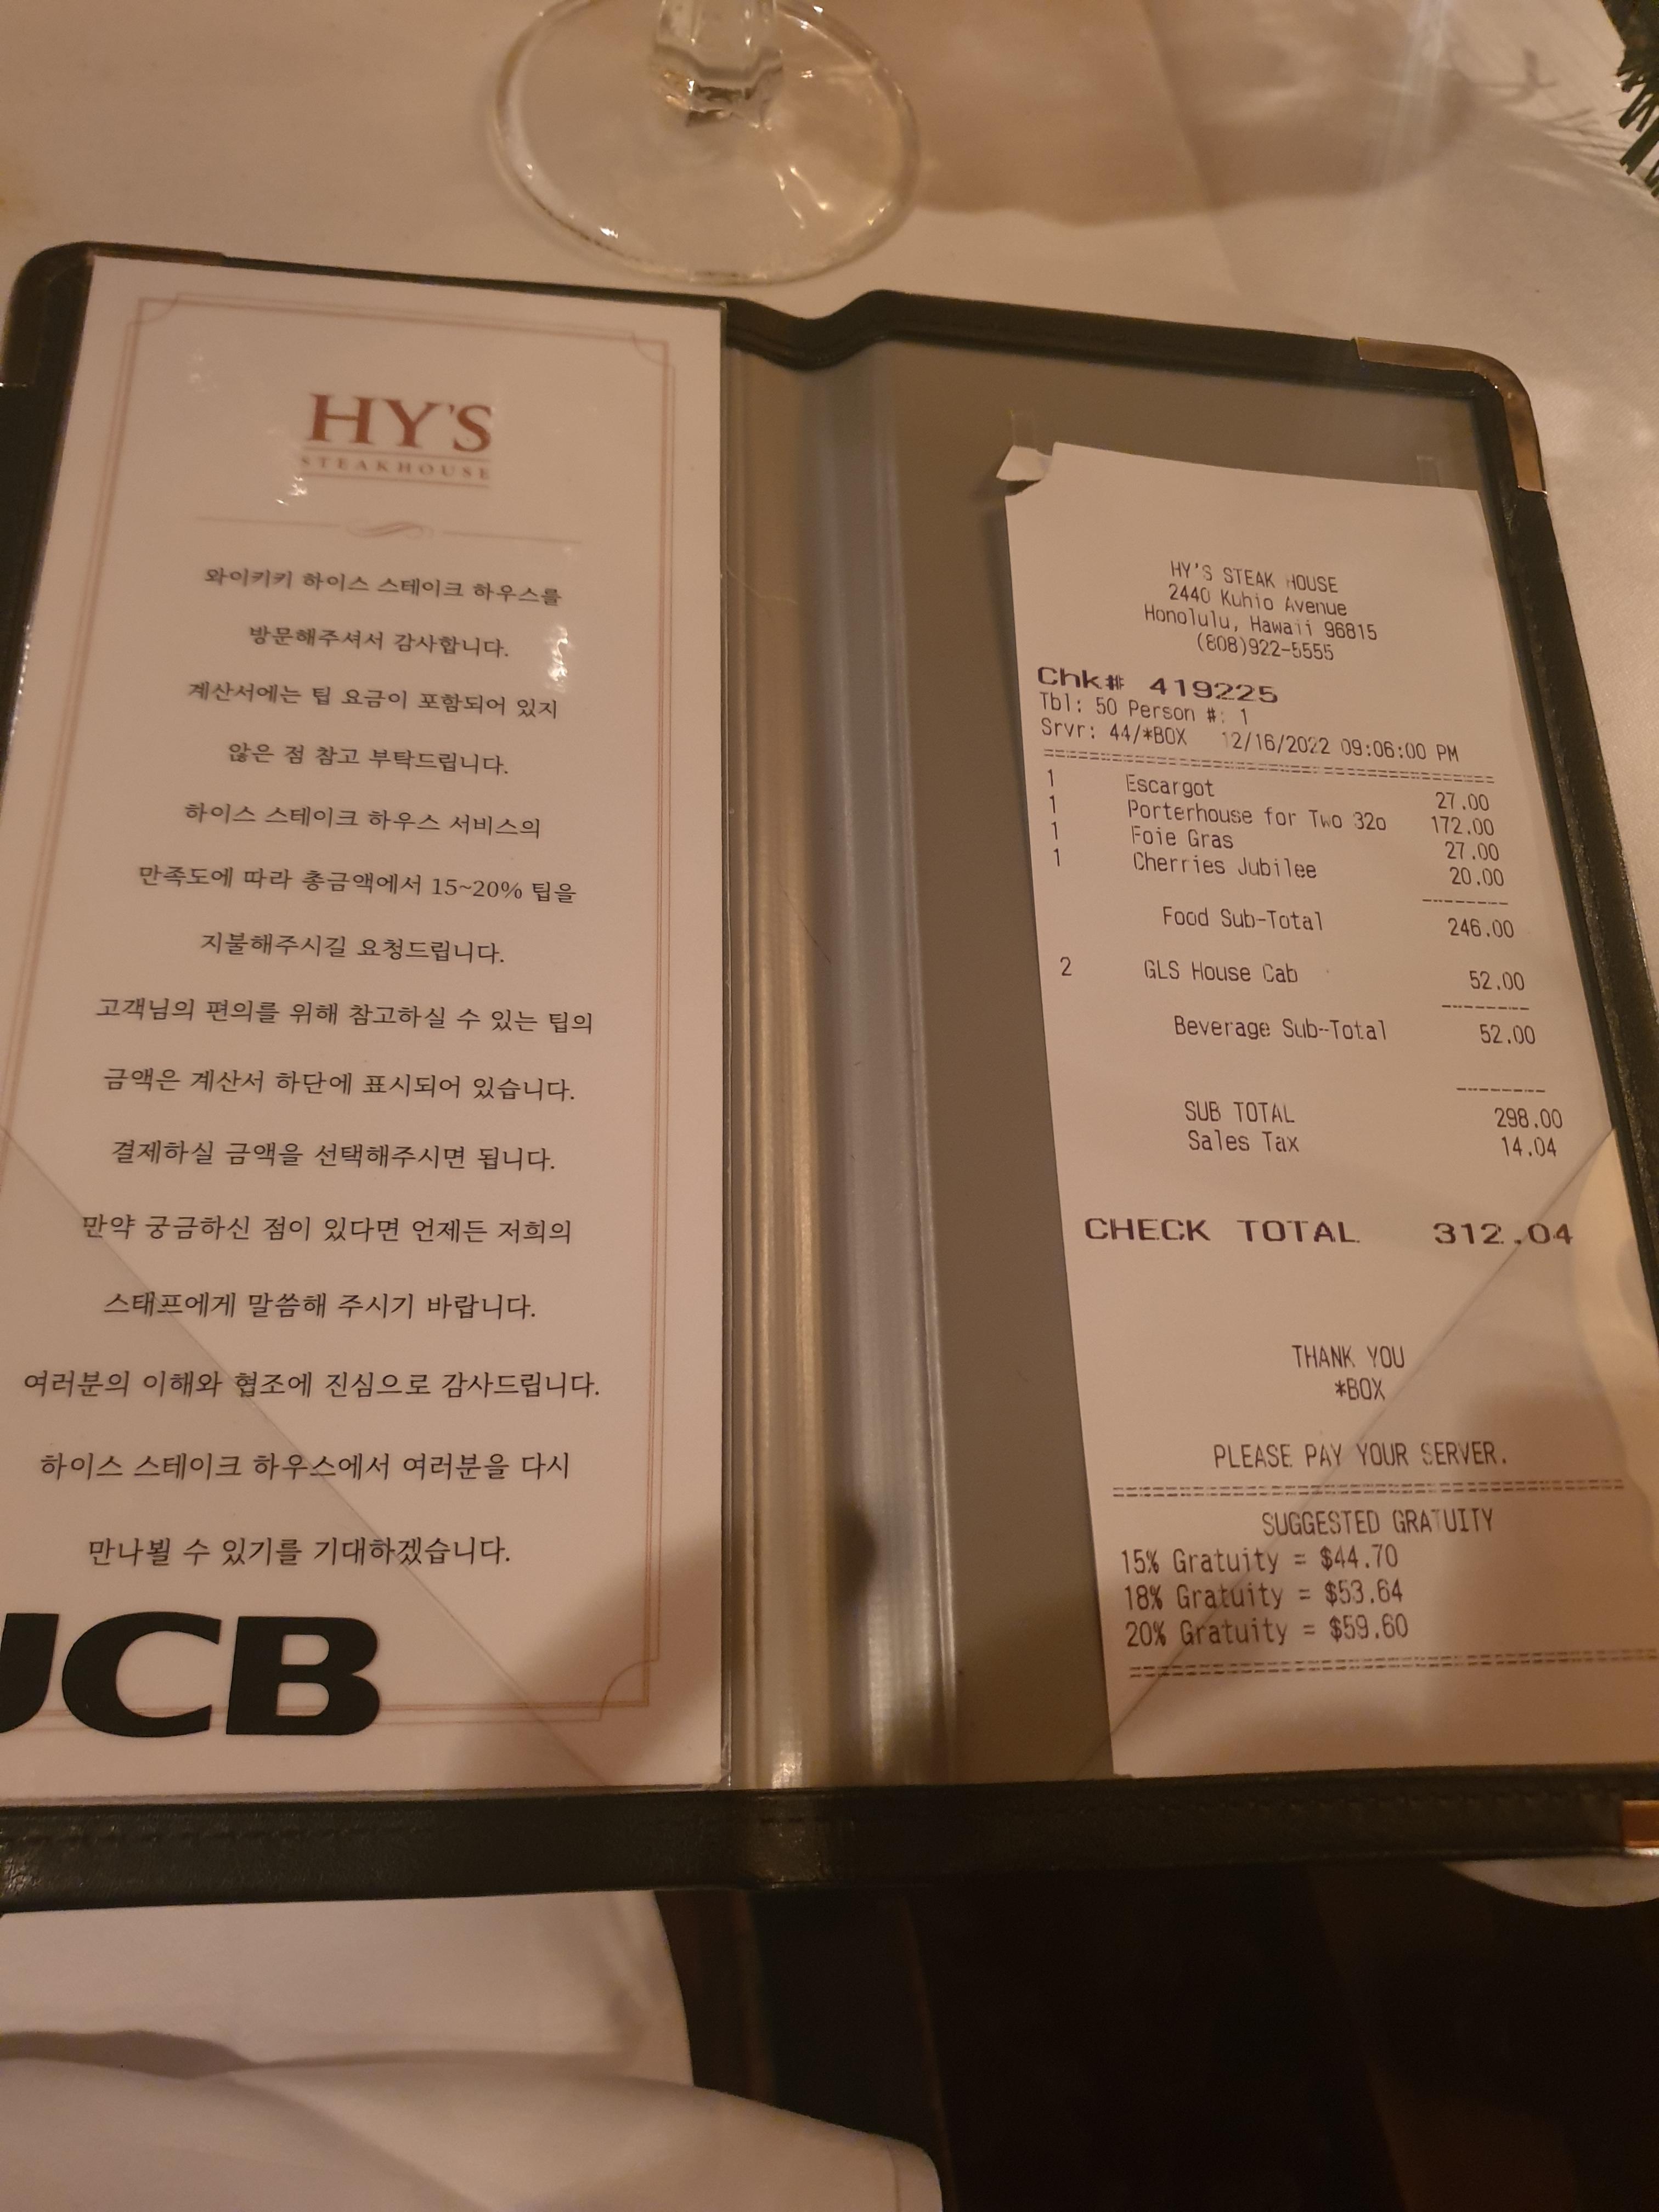 HY'S
STEAKHOUSE
와이키키 하이스 스테이크 하우스를
방문해주셔서 감사합니다.
계산서에는 팁 요금이 포함되어 있지
않은 점 참고 부탁드립니다.
하이스 스테이크 하우스 서비스의
만족도에 따라 총금액에서 15~20% 팁을
지불해주시길 요청드립니다.
고객님의 편의를 위해 참고하실 수 있는 팁의
금액은 계산서 하단에 표시되어 있습니다.
결제하실 금액을 선택해주시면 됩니다.
만약 궁금하신 점이 있다면 언제든 저희의
스태프에게 말씀해 주시기 바랍니다.
여러분의 이해와 협조에 진심으로 감사드립니다.
하이스 스테이크 하우스에서 여러분을 다시
만나뵐 수 있기를 기대하겠습니다.
JCB
HY'S STEAK HOUSE
2440 Kuhio Avenue
Honolulu, Hawaii 96815
(808)922-5555
Chk# 419225
Tbl: 50 Person #: 1
Srvr: 44/*BOX 12/16/2022 09:06:00 PM
1 Escargot 27.00
1 Porterhouse for Two 32o 172.00
1 Foie Gras 27.00
1 Cherries Jubilee 20.00
Food Sub-Total 246.00
2 GLS House Cab 52.00
Beverage Sub-Total 52.00
SUB TOTAL 298.00
Sales Tax 14.04
CHECK TOTAL 312.04
THANK YOU
*BOX
PLEASE PAY YOUR SERVER.
SUGGESTED GRATUITY
15% Gratuity = $44.70
18% Gratuity = $53.64
20% Gratuity = $59.60